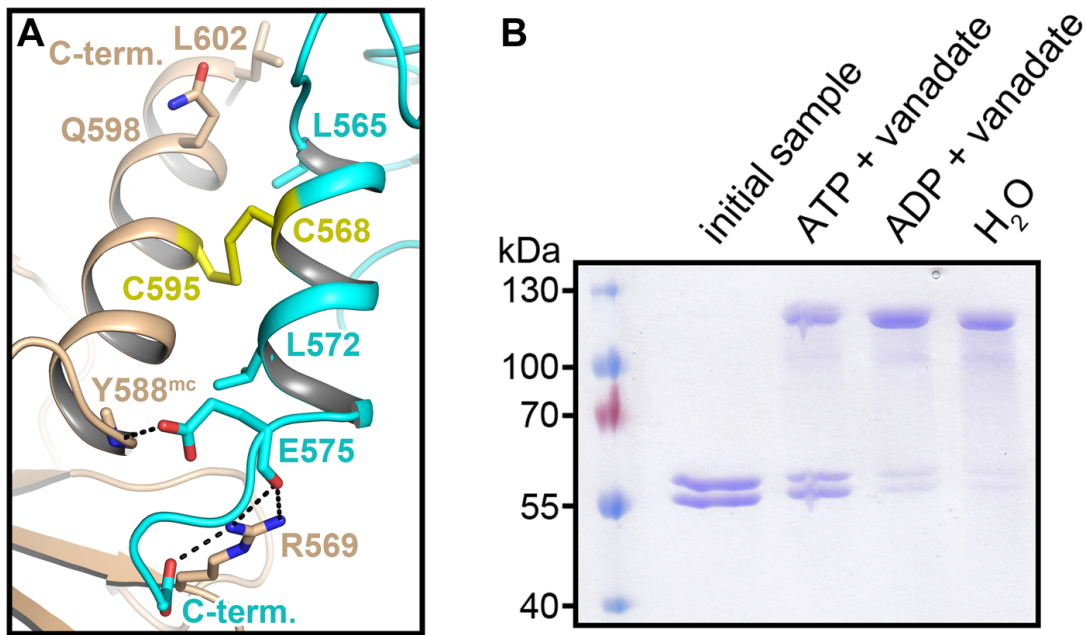 A
C-term.
L602
Q598
L565
C568
C595
L572
Y588ᵐᶜ
E575
R569
C-term.
B
initial sample
ATP + vanadate
ADP + vanadate
H₂O
kDa
130
100
70
55
40